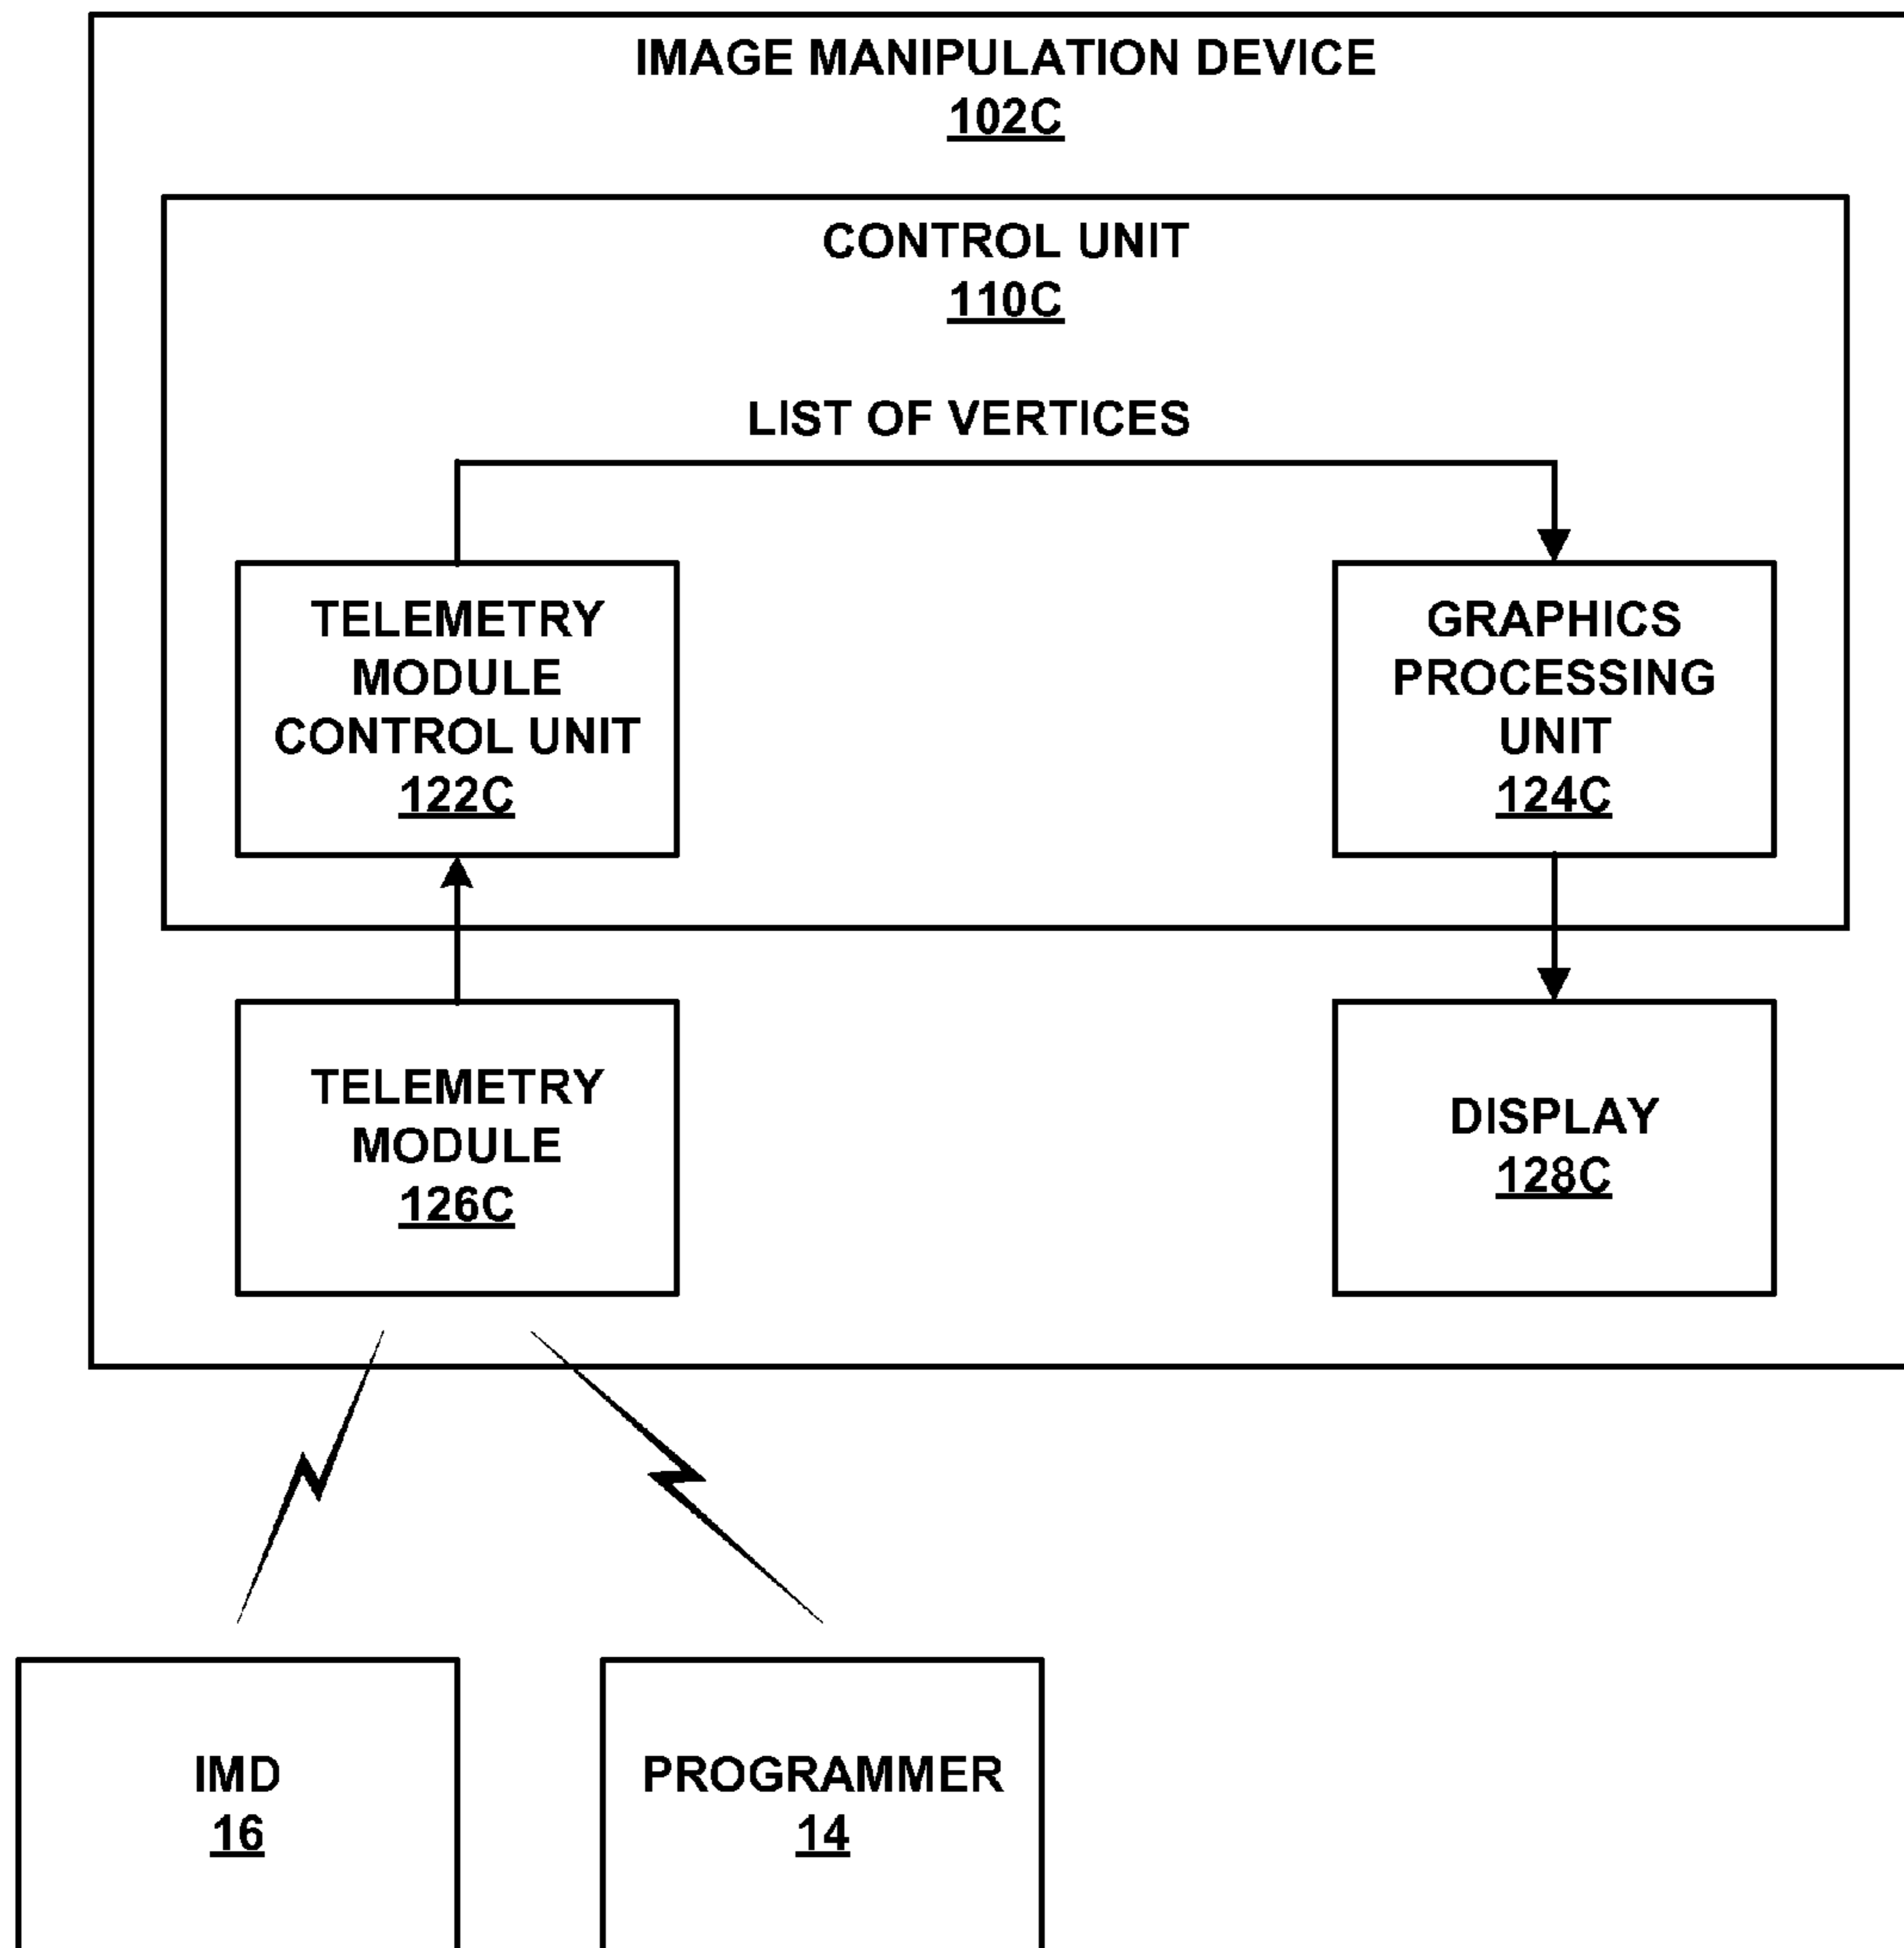 IMAGE MANIPULATION DEVICE
102C
CONTROL UNIT
110C
LIST OF VERTICES
TELEMETRY
MODULE
CONTROL UNIT
122C
GRAPHICS
PROCESSING
UNIT
124C
TELEMETRY
MODULE
126C
DISPLAY
128C
IMD
16
PROGRAMMER
14